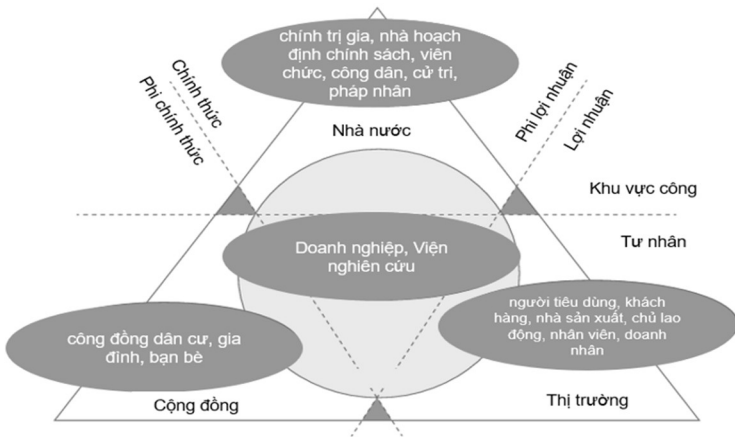 chính trị gia, nhà hoạch
định chính sách, viên
chức, công dân, cử tri,
pháp nhân
Chính thức
Phi chính thức
Phi lợi nhuận
Lợi nhuận
Nhà nước
Khu vực công
Tư nhân
Doanh nghiệp, Viện
nghiên cứu
người tiêu dùng, khách
hàng, nhà sản xuất, chủ lao
động, nhân viên, doanh
nhân
công đồng dân cư, gia
đình, bạn bè
Cộng đồng
Thị trường